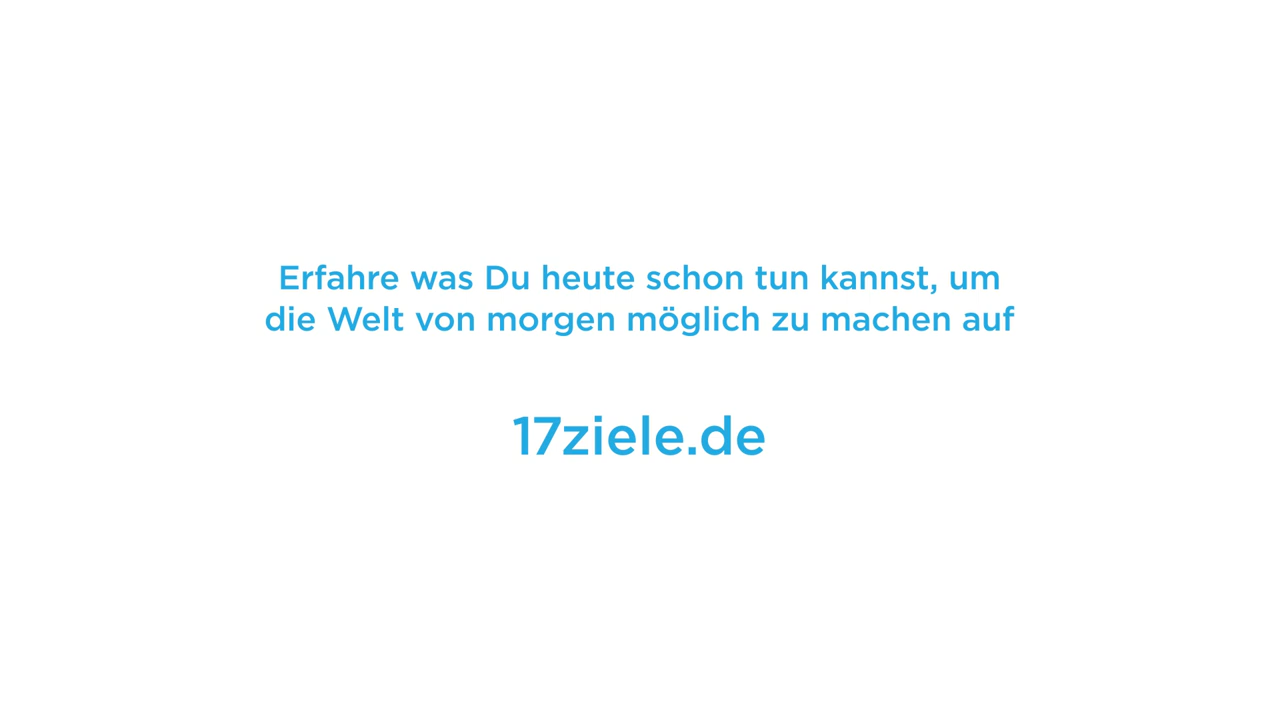 Erfahre was Du heute schon tun kannst, um
die Welt von morgen möglich zu machen auf
17ziele.de